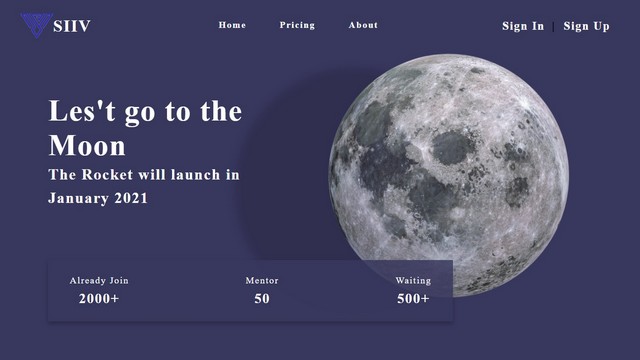 SIIV
Home Pricing About
Sign In | Sign Up
Les't go to the
Moon
The Rocket will launch in
January 2021
Already Join Mentor Waiting
2000+ 50 500+